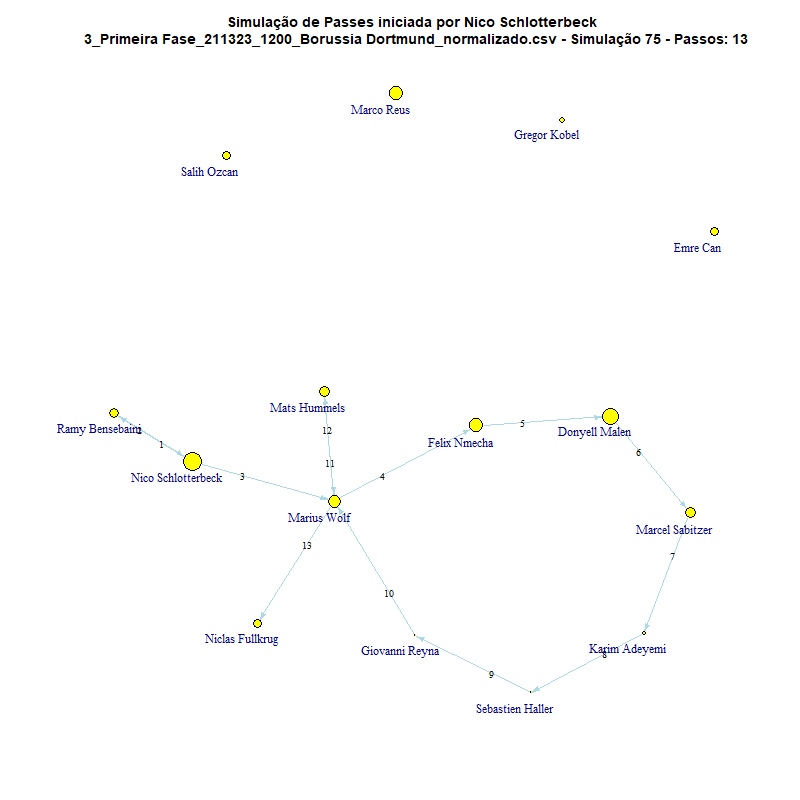 Simulação de Passes iniciada por Nico Schlotterbeck
3_Primeira Fase_211323_1200_Borussia Dortmund_normalizado.csv - Simulação 75 - Passos: 13
Marco Reus
Gregor Kobel
Salih Ozcan
Emre Can
Mats Hummels
Ramy Bensebaini
2
1
12
Felix Nmecha
5
Donyell Malen
6
11
Nico Schlotterbeck
3
4
Marius Wolf
Marcel Sabitzer
13
7
10
Niclas Fullkrug
Giovanni Reyna
Karim Adeyemi
8
9
Sebastien Haller